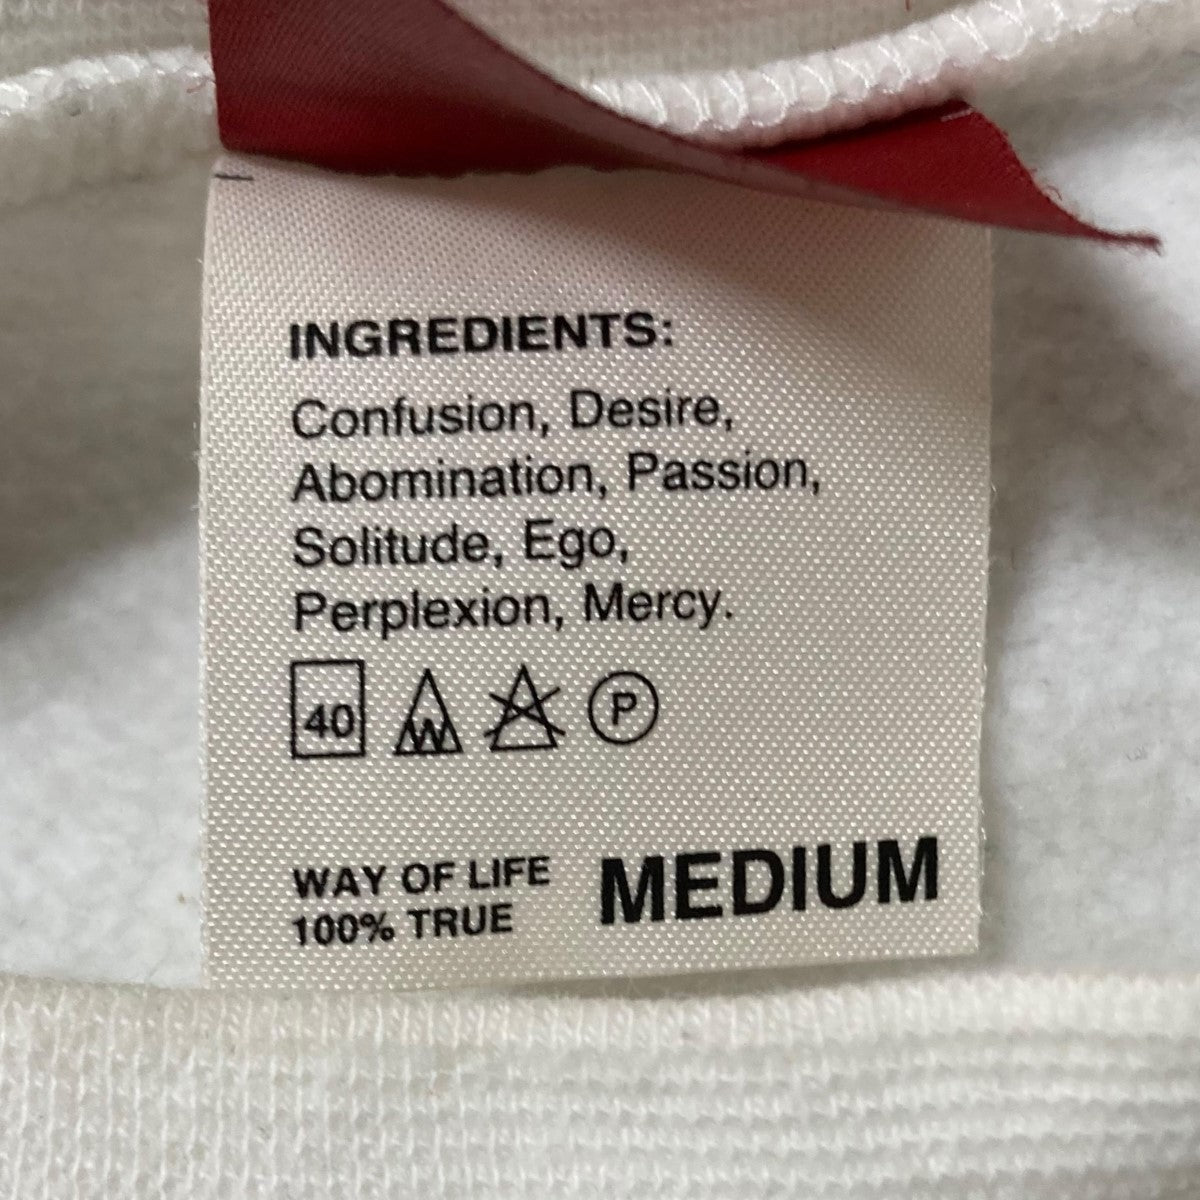 INGREDIENTS:
Confusion, Desire,
Abomination, Passion,
Solitude, Ego,
Perplexion, Mercy.
40 W P
WAY OF LIFE
100% TRUE
MEDIUM